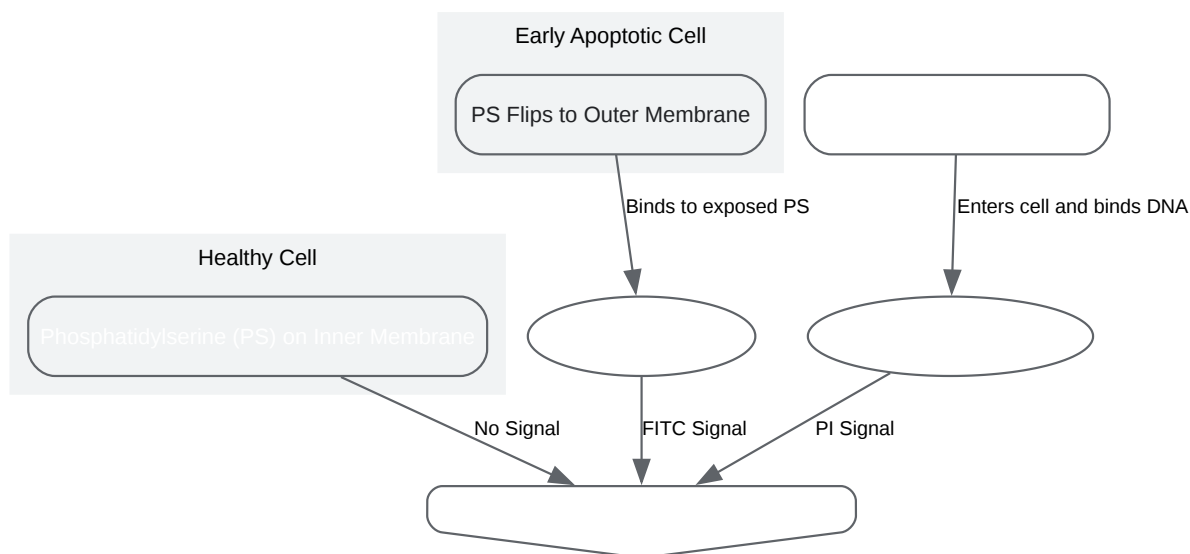 Early Apoptotic Cell
PS Flips to Outer Membrane
Binds to exposed PS
Enters cell and binds DNA
Healthy Cell
Phosphatidylserine (PS) on Inner Membrane
No Signal
FITC Signal
PI Signal